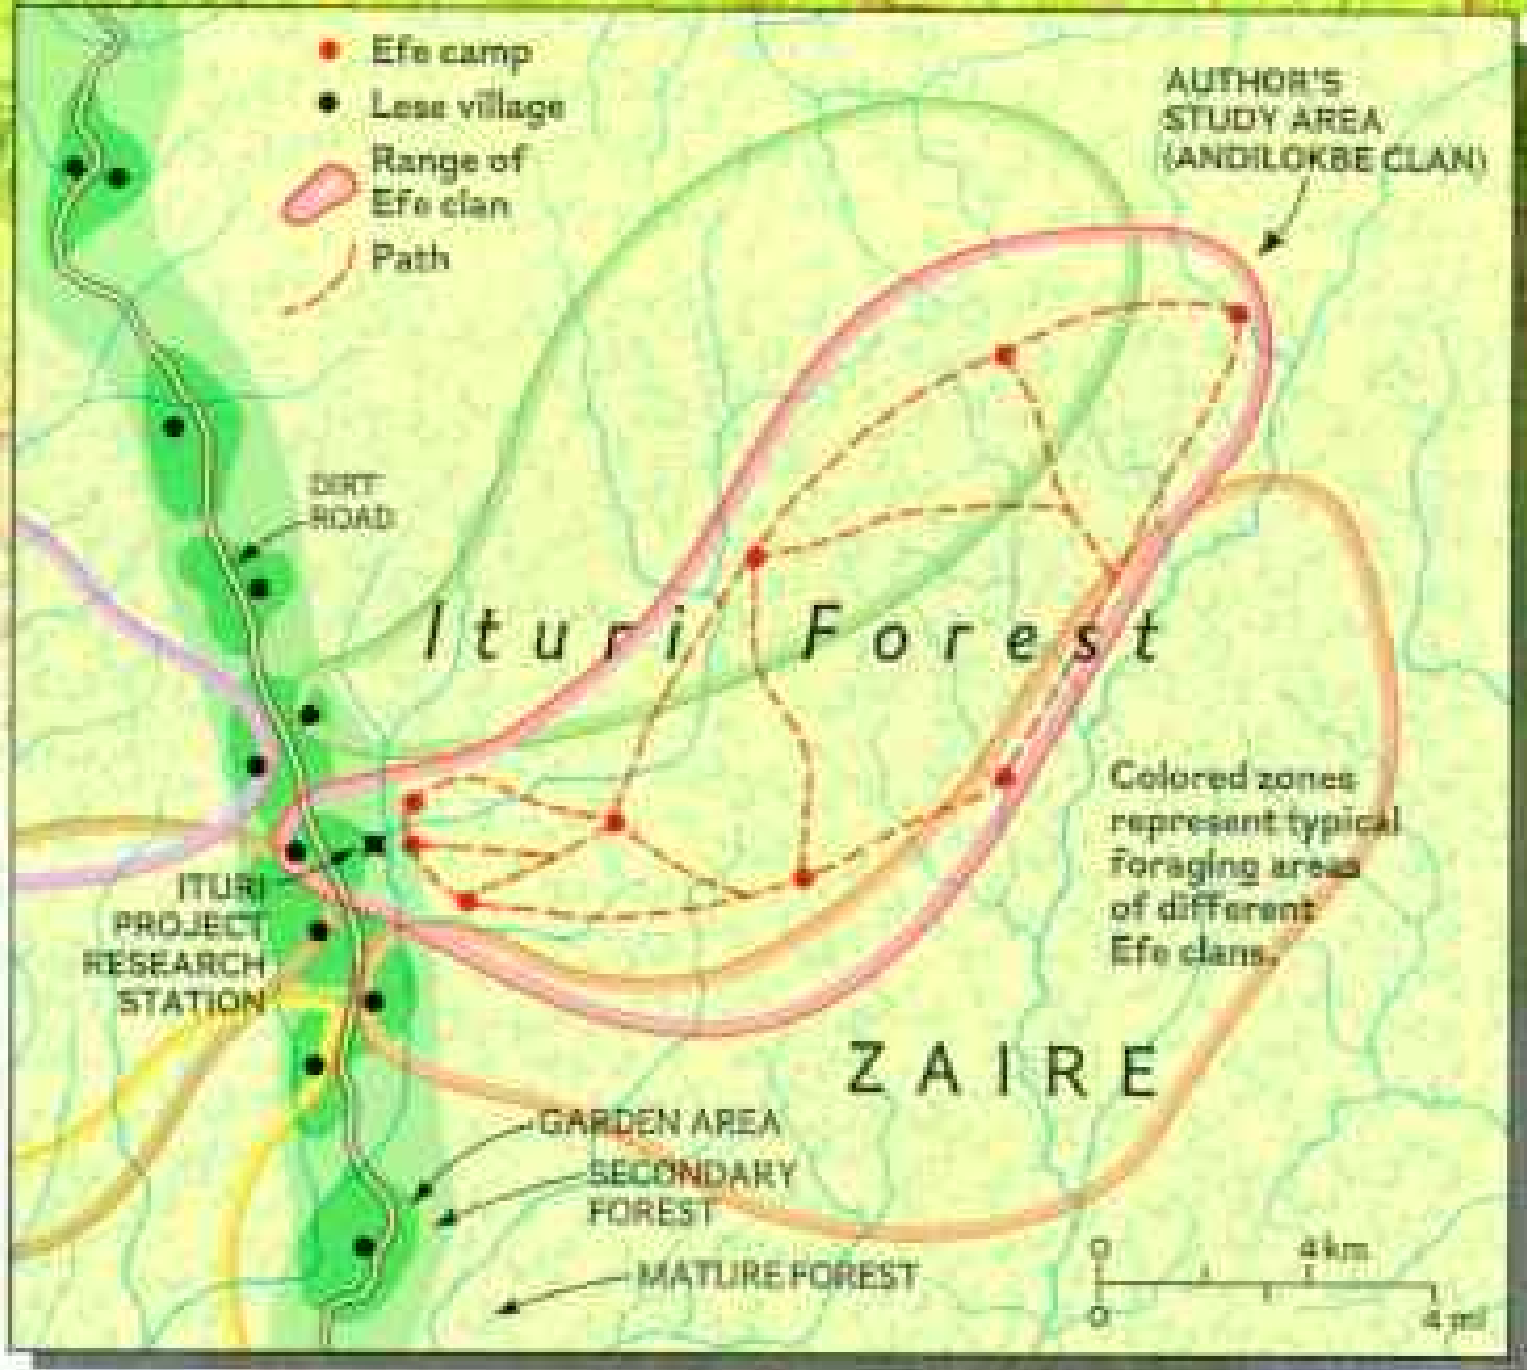 Efe camp
Lese village
Range of
Efe clan
Path
AUTHOR'S
STUDY AREA
(ANDILOKBE CLAN)
DIRT
ROAD
Ituri Forest
Colored zones
represent typical
foraging areas
of different
Efe clans.
ITURI
PROJECT
RESEARCH
STATION
ZAIRE
GARDEN AREA
SECONDARY
FOREST
MATURE FOREST
0 4 km
0 4 mi